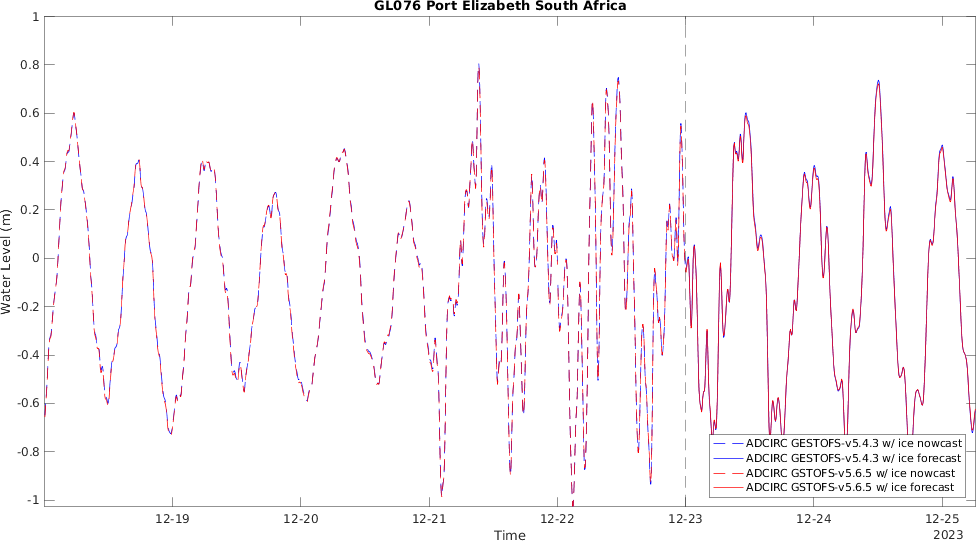 GL076 Port Elizabeth South Africa
1
0.8
0.6
0.4
0.2
0
-0.2
-0.4
-0.6
-0.8
-1
Water Level (m)
ADCIRC GESTOFS-v5.4.3 w/ ice nowcast
ADCIRC GESTOFS-v5.4.3 w/ ice forecast
ADCIRC GSTOFS-v5.6.5 w/ ice nowcast
ADCIRC GSTOFS-v5.6.5 w/ ice forecast
12-19 12-20 12-21 12-22 12-23 12-24 12-25
Time 2023